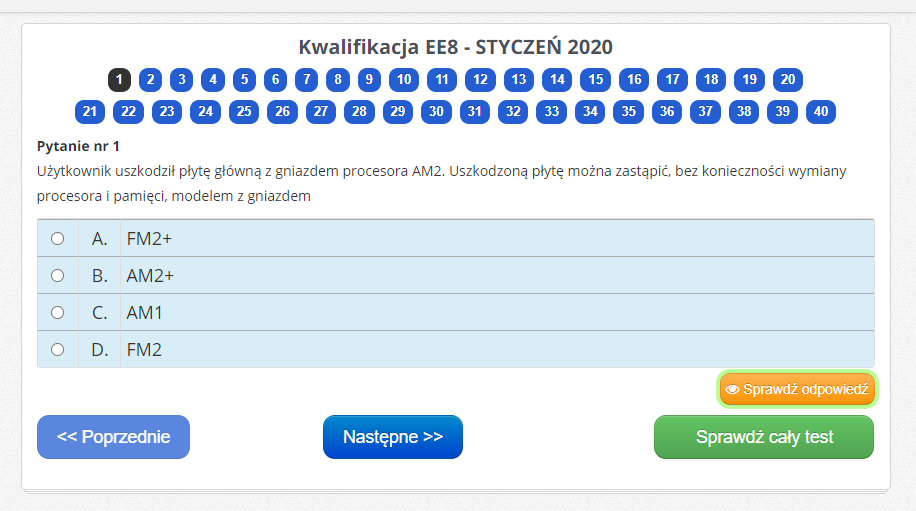 Kwalifikacja EE8 - STYCZEŃ 2020
1 2 3 4 5 6 7 8 9 10 11 12 13 14 15 16 17 18 19 20
21 22 23 24 25 26 27 28 29 30 31 32 33 34 35 36 37 38 39 40
Pytanie nr 1
Użytkownik uszkodził płytę główną z gniazdem procesora AM2. Uszkodzoną płytę można zastąpić, bez konieczności wymiany
procesora i pamięci, modelem z gniazdem
A. FM2+
B. AM2+
C. AM1
D. FM2
Sprawdź odpowiedź
<< Poprzednie Następne >> Sprawdź cały test